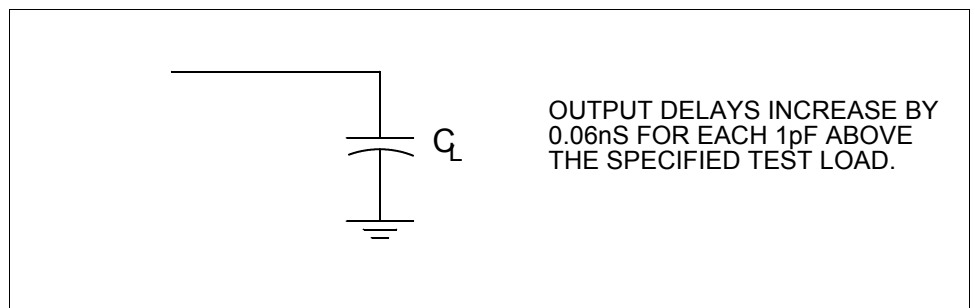 OUTPUT DELAYS INCREASE BY
0.06nS FOR EACH 1pF ABOVE
THE SPECIFIED TEST LOAD.
CL